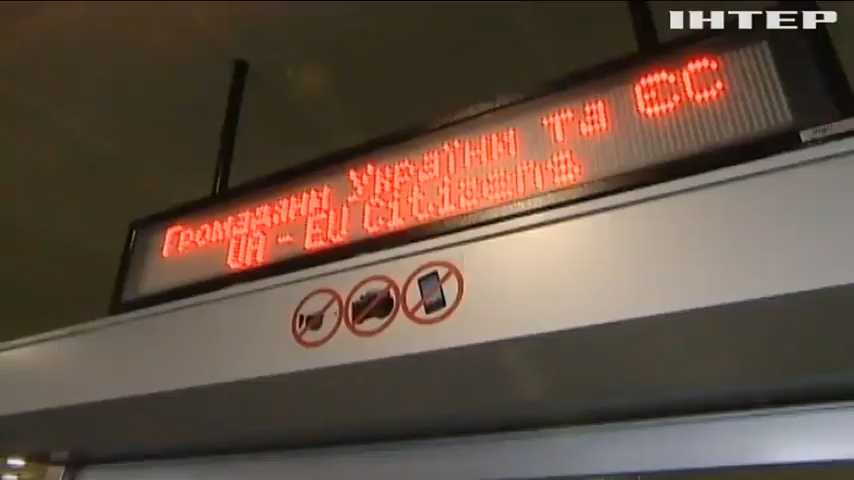 ІНТЕР
Громадяни України та ЄС
UA - EU Citizens